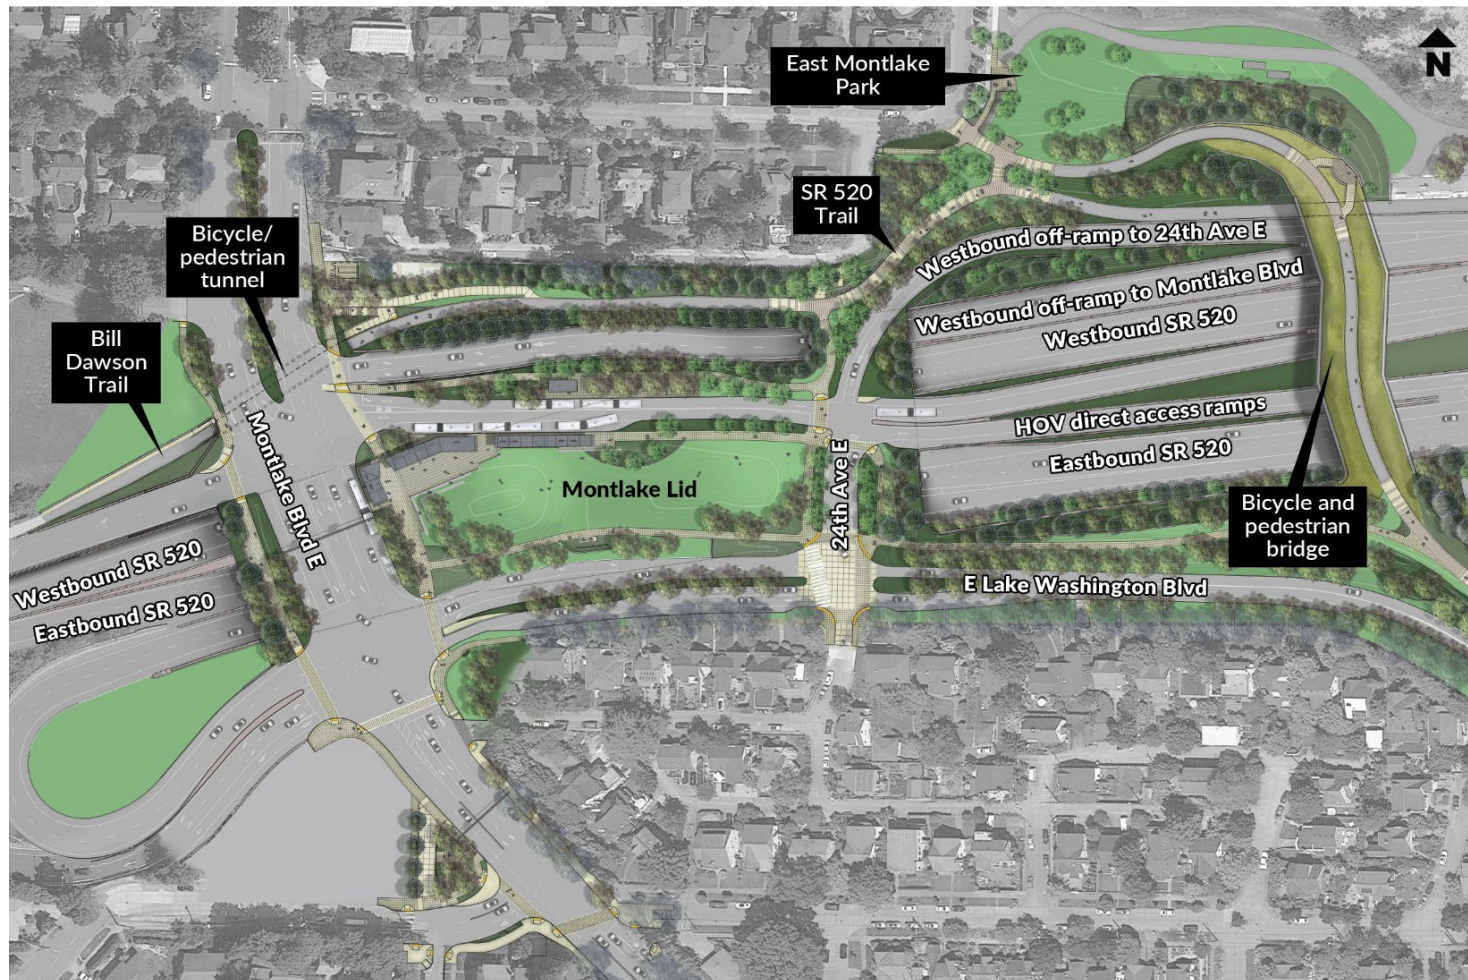 East Montlake
Park
N
SR 520
Trail
Bicycle/
pedestrian
tunnel
Westbound off-ramp to 24th Ave E
Westbound off-ramp to Montlake Blvd
Westbound SR 520
Bill
Dawson
Trail
HOV direct access ramps
Eastbound SR 520
Montlake Blvd E
Montlake Lid
24th Ave E
Bicycle and
pedestrian
bridge
Westbound SR 520
Eastbound SR 520
E Lake Washington Blvd